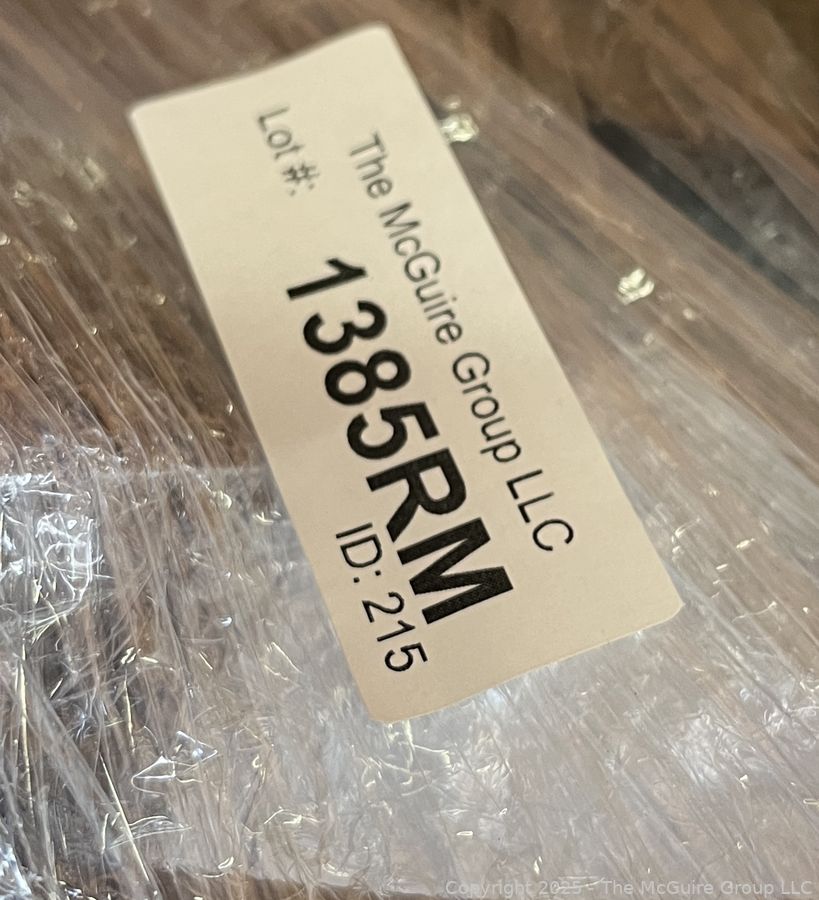 The McGuire Group LLC
Lot #:
1385RM
ID: 215
Copyright 2025 - The McGuire Group LLC